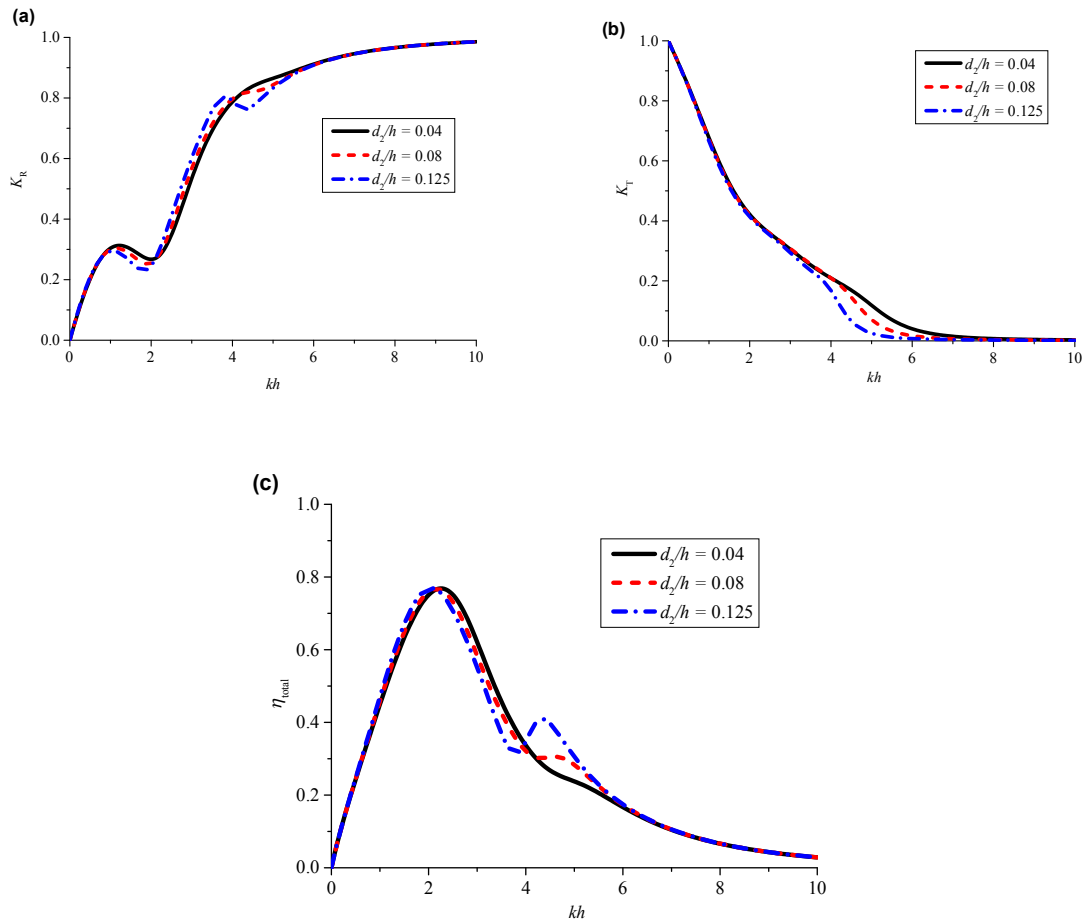 (a)
1.0
0.8
0.6
0.4
0.2
0.0
K_R
0 2 4 6 8 10
kh
d_2/h = 0.04
d_2/h = 0.08
d_2/h = 0.125
(b)
1.0
0.8
0.6
0.4
0.2
0.0
K_T
0 2 4 6 8 10
kh
d_2/h = 0.04
d_2/h = 0.08
d_2/h = 0.125
(c)
1.0
0.8
0.6
0.4
0.2
0.0
η_total
0 2 4 6 8 10
kh
d_2/h = 0.04
d_2/h = 0.08
d_2/h = 0.125